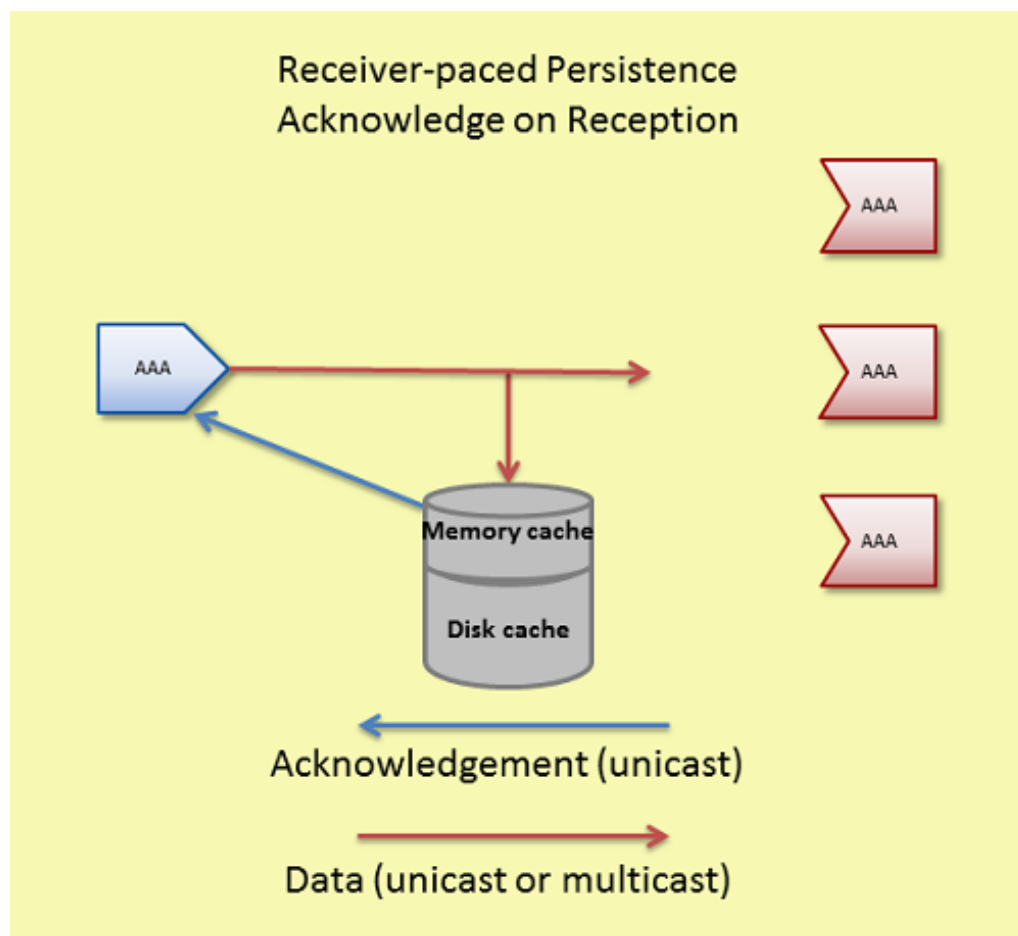 Receiver-paced Persistence
Acknowledge on Reception
AAA
AAA
AAA
AAA
Memory cache
Disk cache
Acknowledgement (unicast)
Data (unicast or multicast)